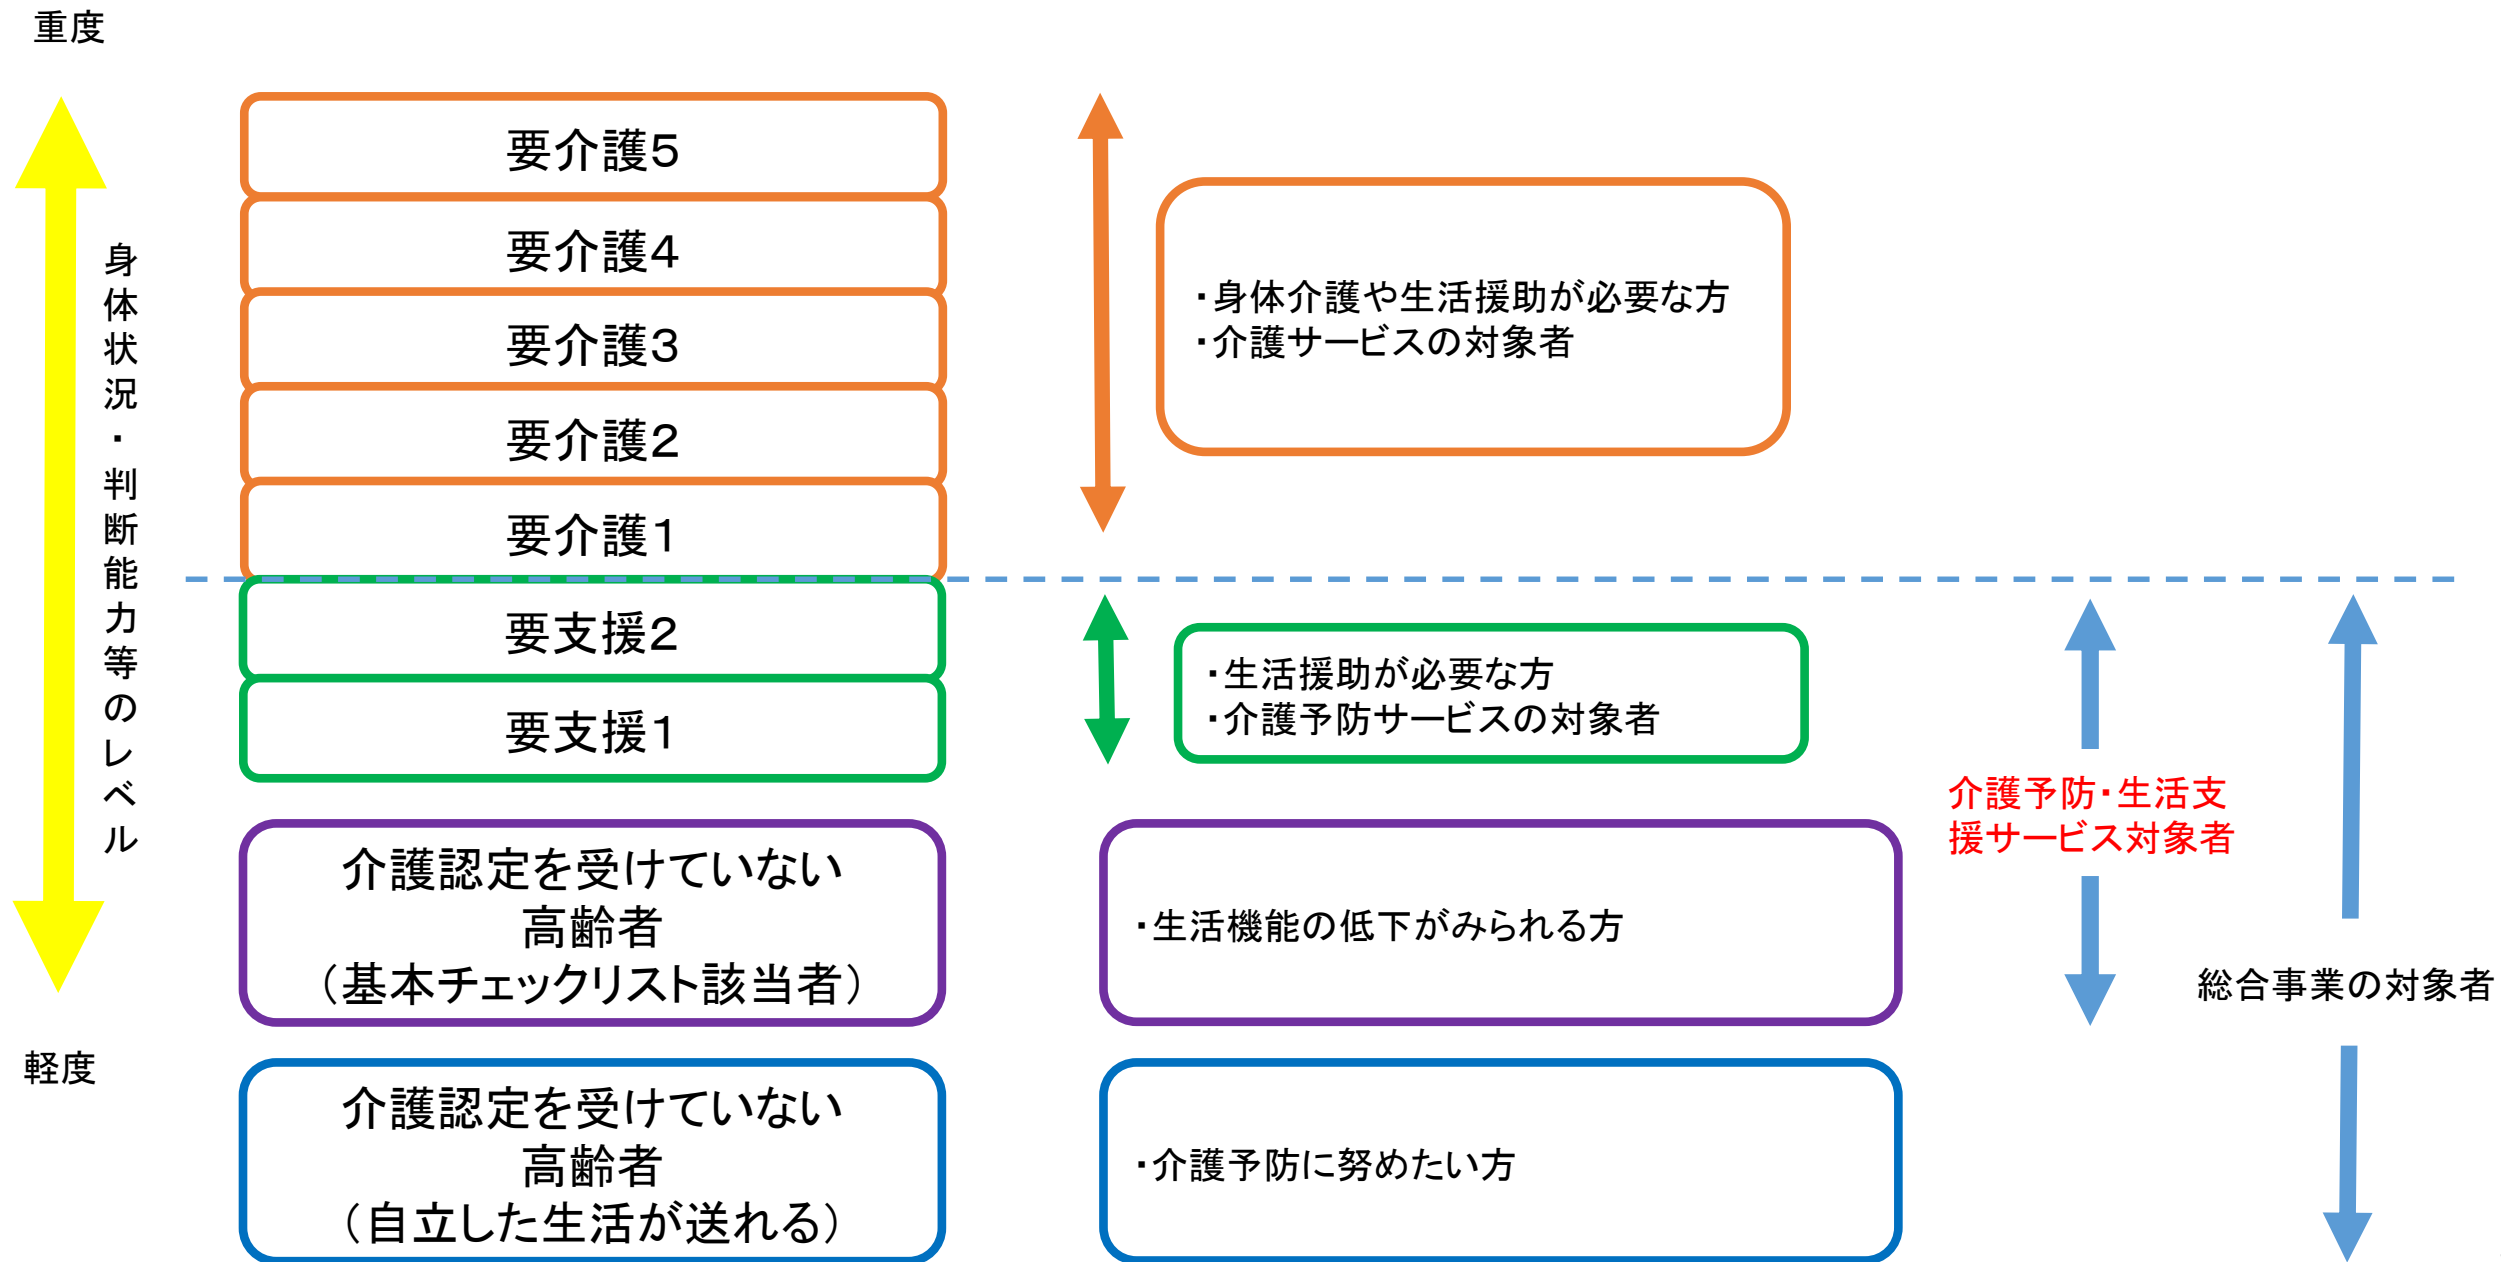 重度
身体状況・判断能力等のレベル
軽度
要介護5
要介護4
要介護3
要介護2
要介護1
要支援2
要支援1
介護認定を受けていない
高齢者
（基本チェックリスト該当者）
介護認定を受けていない
高齢者
（自立した生活が送れる）
・身体介護や生活援助が必要な方
・介護サービスの対象者
・生活援助が必要な方
・介護予防サービスの対象者
・生活機能の低下がみられる方
・介護予防に努めたい方
介護予防・生活支
援サービス対象者
総合事業の対象者